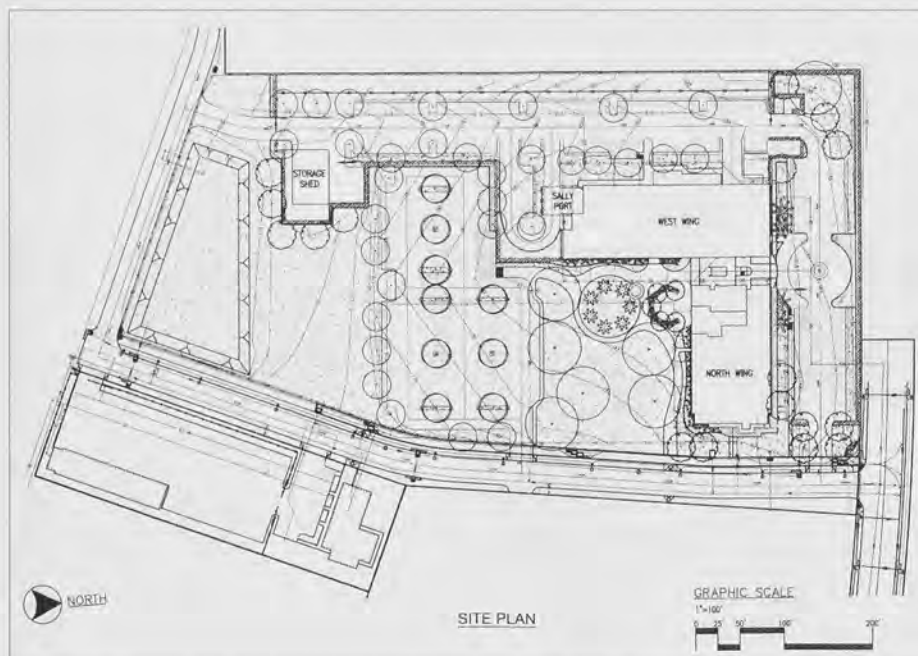 STORAGE
SHED
SALLY
PORT
WEST WING
NORTH WING
NORTH
SITE PLAN
GRAPHIC SCALE
1"=100'
0 25 50' 100' 200'